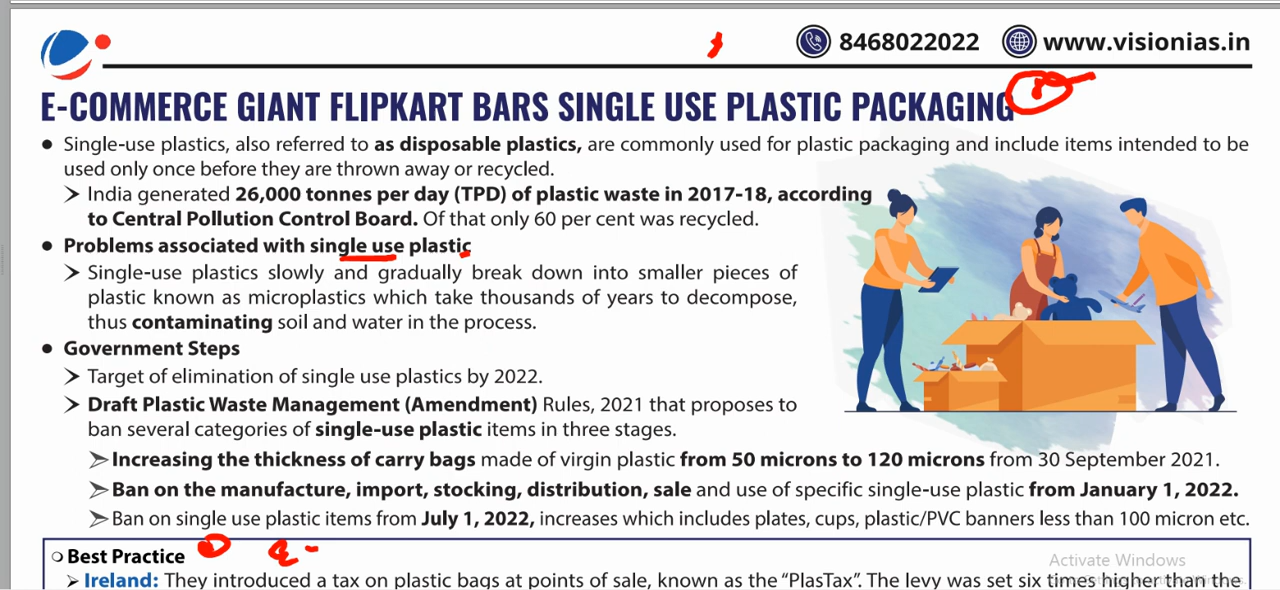 8468022022 www.visionias.in
E-COMMERCE GIANT FLIPKART BARS SINGLE USE PLASTIC PACKAGING
● Single-use plastics, also referred to as disposable plastics, are commonly used for plastic packaging and include items intended to be
used only once before they are thrown away or recycled.
➤ India generated 26,000 tonnes per day (TPD) of plastic waste in 2017-18, according
to Central Pollution Control Board. Of that only 60 per cent was recycled.
● Problems associated with single use plastic
➤ Single-use plastics slowly and gradually break down into smaller pieces of
plastic known as microplastics which take thousands of years to decompose,
thus contaminating soil and water in the process.
● Government Steps
➤ Target of elimination of single use plastics by 2022.
➤ Draft Plastic Waste Management (Amendment) Rules, 2021 that proposes to
ban several categories of single-use plastic items in three stages.
➤ Increasing the thickness of carry bags made of virgin plastic from 50 microns to 120 microns from 30 September 2021.
➤ Ban on the manufacture, import, stocking, distribution, sale and use of specific single-use plastic from January 1, 2022.
➤ Ban on single use plastic items from July 1, 2022, increases which includes plates, cups, plastic/PVC banners less than 100 micron etc.
○ Best Practice
➤ Ireland: They introduced a tax on plastic bags at points of sale, known as the "PlasTax". The levy was set six times higher than the
Activate Windows